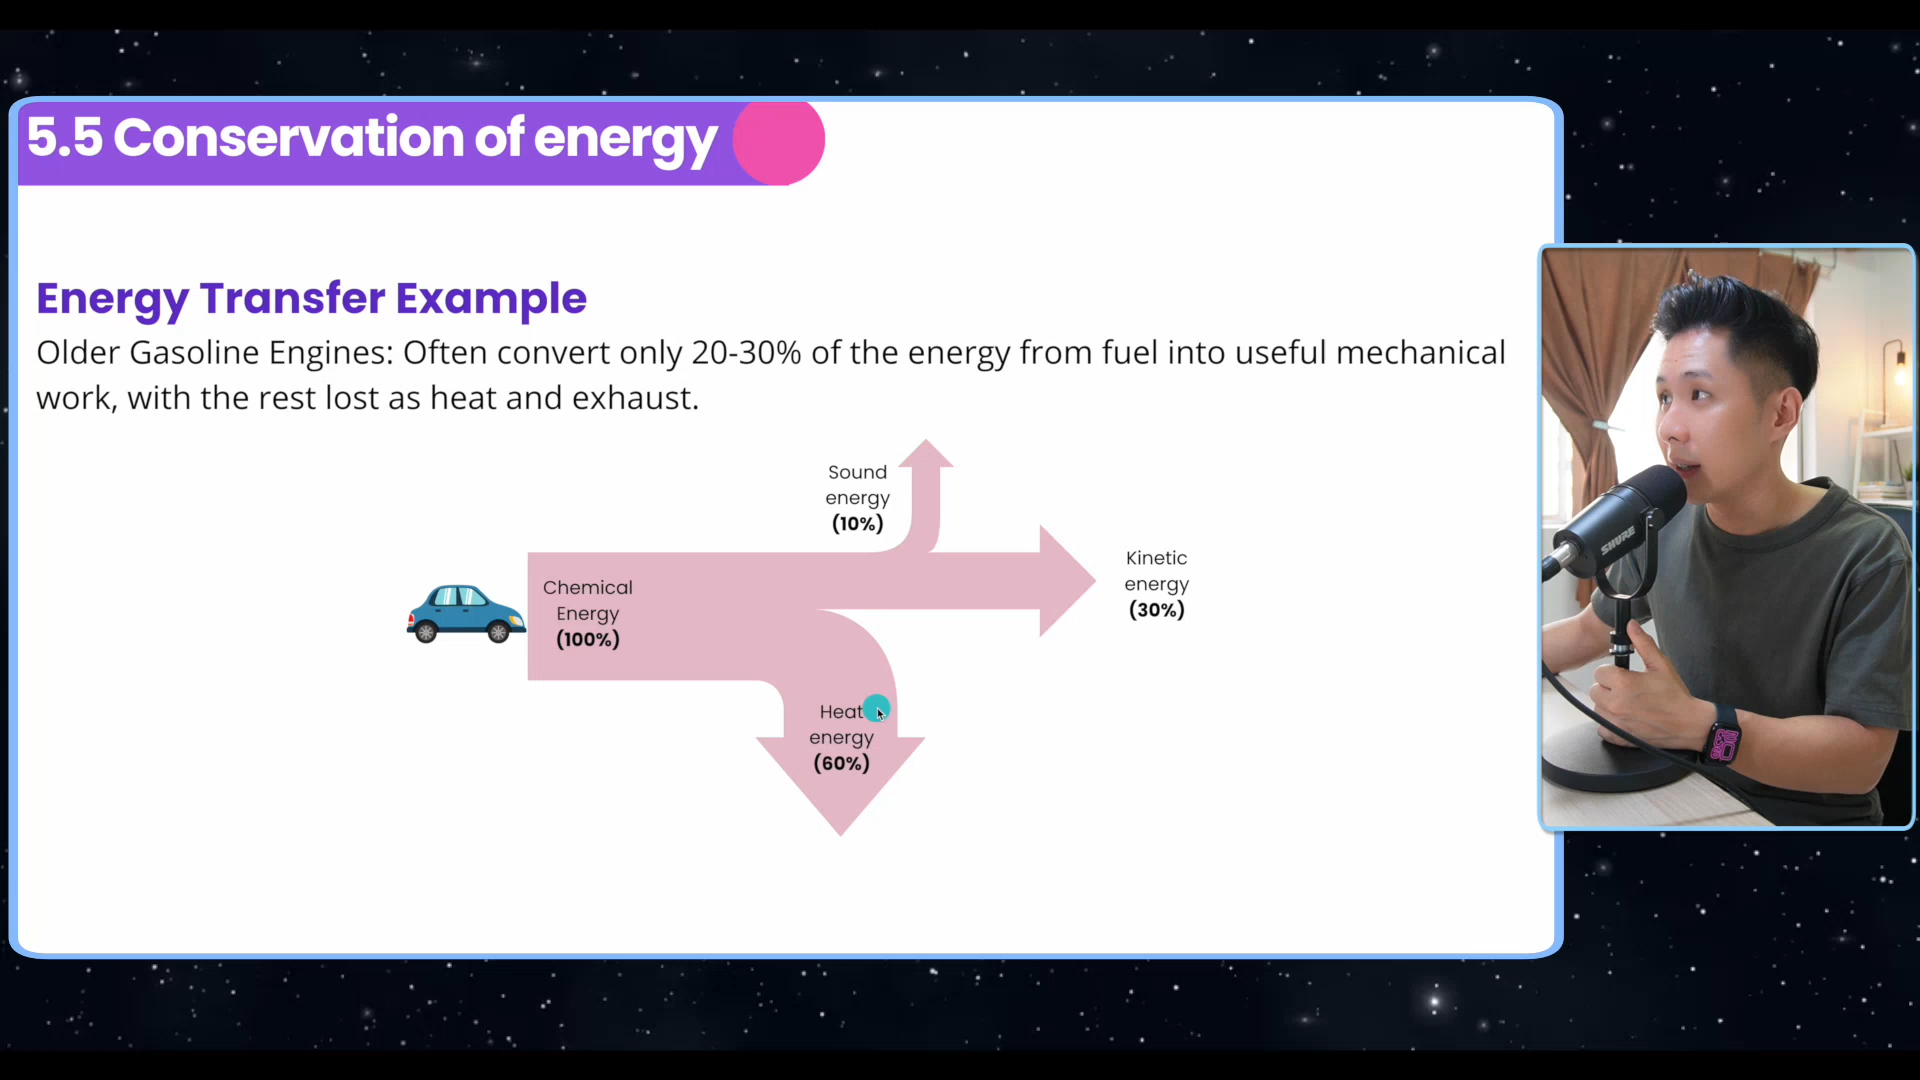 5.5 Conservation of energy
Energy Transfer Example
Older Gasoline Engines: Often convert only 20-30% of the energy from fuel into useful mechanical
work, with the rest lost as heat and exhaust.
Sound
energy
(10%)
Chemical
Energy
(100%)
Kinetic
energy
(30%)
Heat
energy
(60%)
SHURE